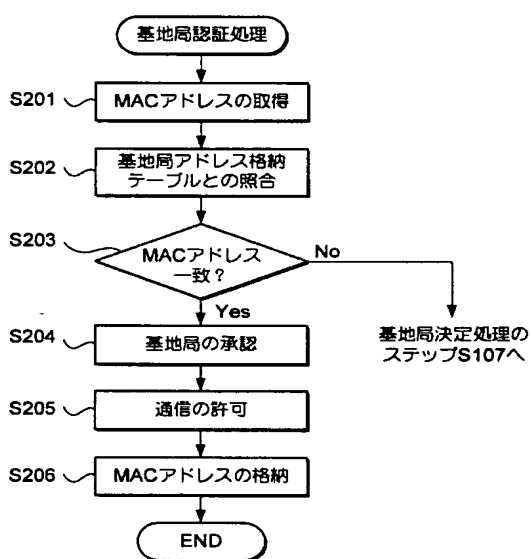 基地局認証処理
S201
MACアドレスの取得
S202
基地局アドレス格納
テーブルとの照合
S203
MACアドレス
一致？
No
Yes
基地局決定処理の
ステップS107へ
S204
基地局の承認
S205
通信の許可
S206
MACアドレスの格納
END